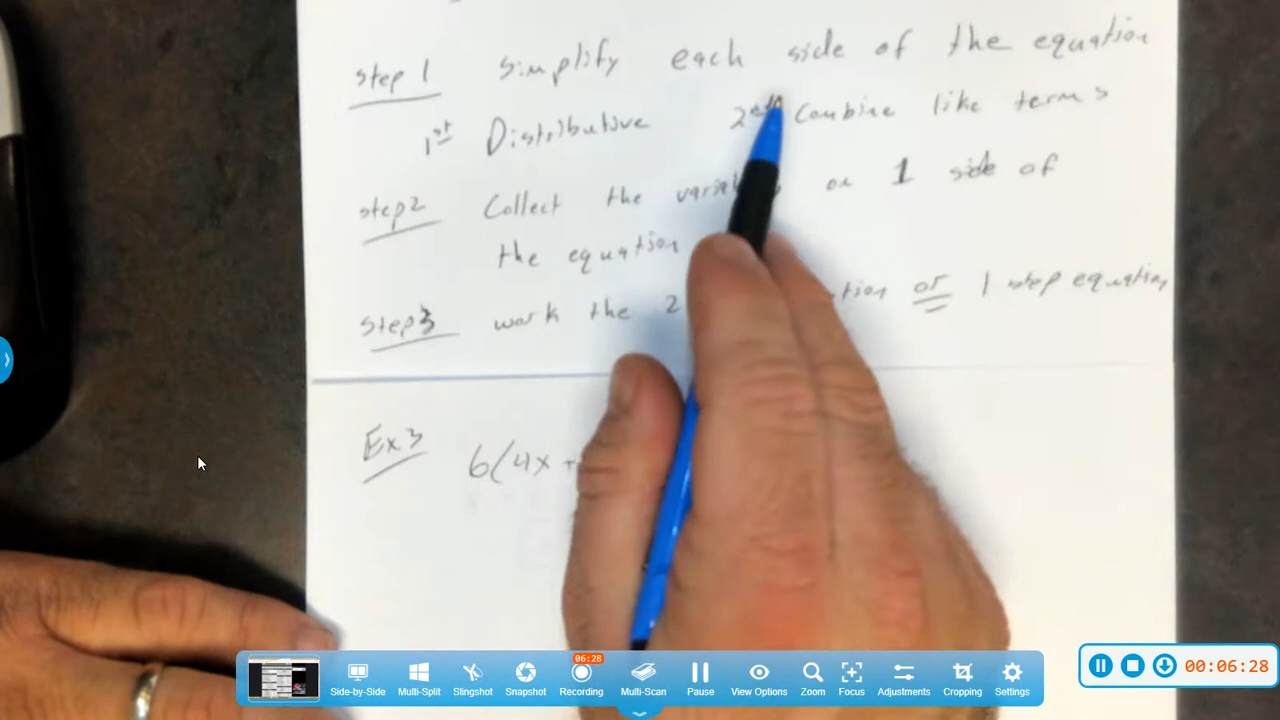 step 1 simplify each side of the equation
1st Distributive 2nd Combine like terms
step2 Collect the on 1 side of
the equation
step3 work the 2 or 1 step equation
Ex3 6(4x +
06:28
Side-by-Side Multi-Split Slingshot Snapshot Recording Multi-Scan Pause View Options Zoom Focus Adjustments Cropping Settings
00:06:28